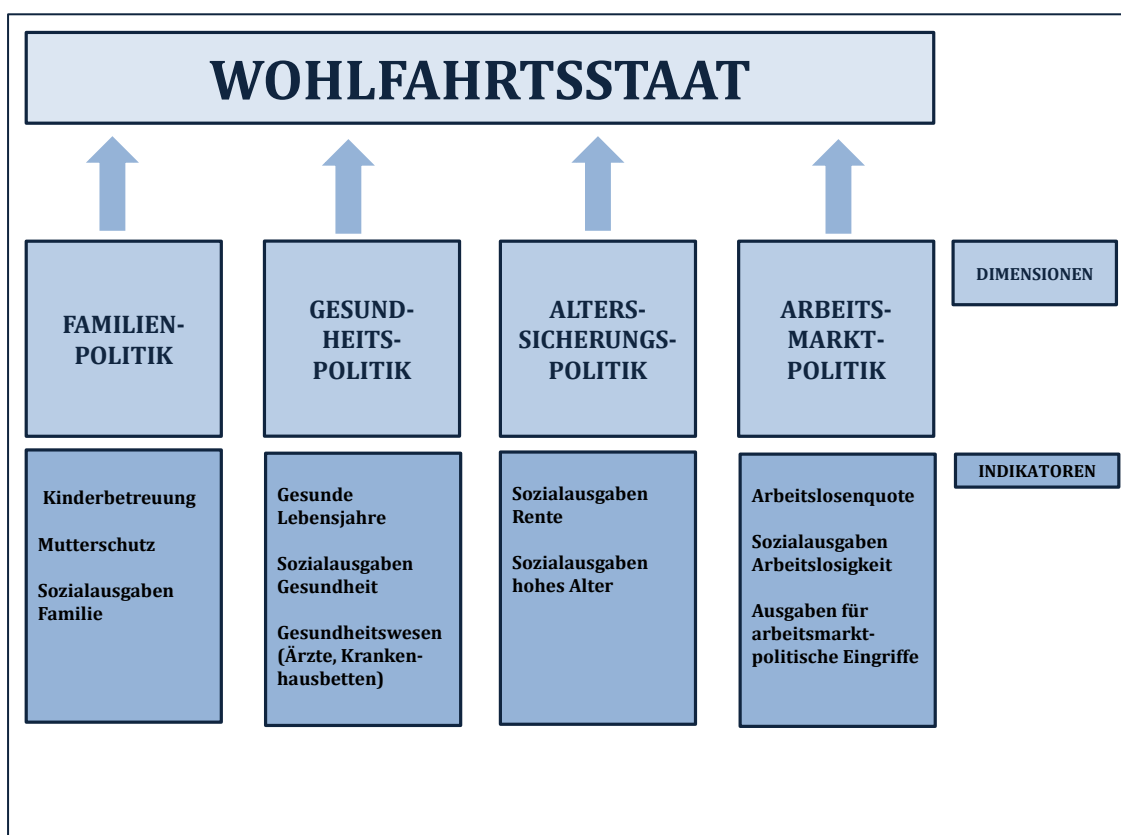 WOHLFAHRTSSTAAT
FAMILIEN-
POLITIK
GESUND-
HEITS-
POLITIK
ALTERS-
SICHERUNGS-
POLITIK
ARBEITS-
MARKT-
POLITIK
DIMENSIONEN
Kinderbetreuung
Mutterschutz
Sozialausgaben
Familie
Gesunde
Lebensjahre
Sozialausgaben
Gesundheit
Gesundheitswesen
(Ärzte, Kranken-
hausbetten)
Sozialausgaben
Rente
Sozialausgaben
hohes Alter
Arbeitslosenquote
Sozialausgaben
Arbeitslosigkeit
Ausgaben für
arbeitsmarkt-
politische Eingriffe
INDIKATOREN